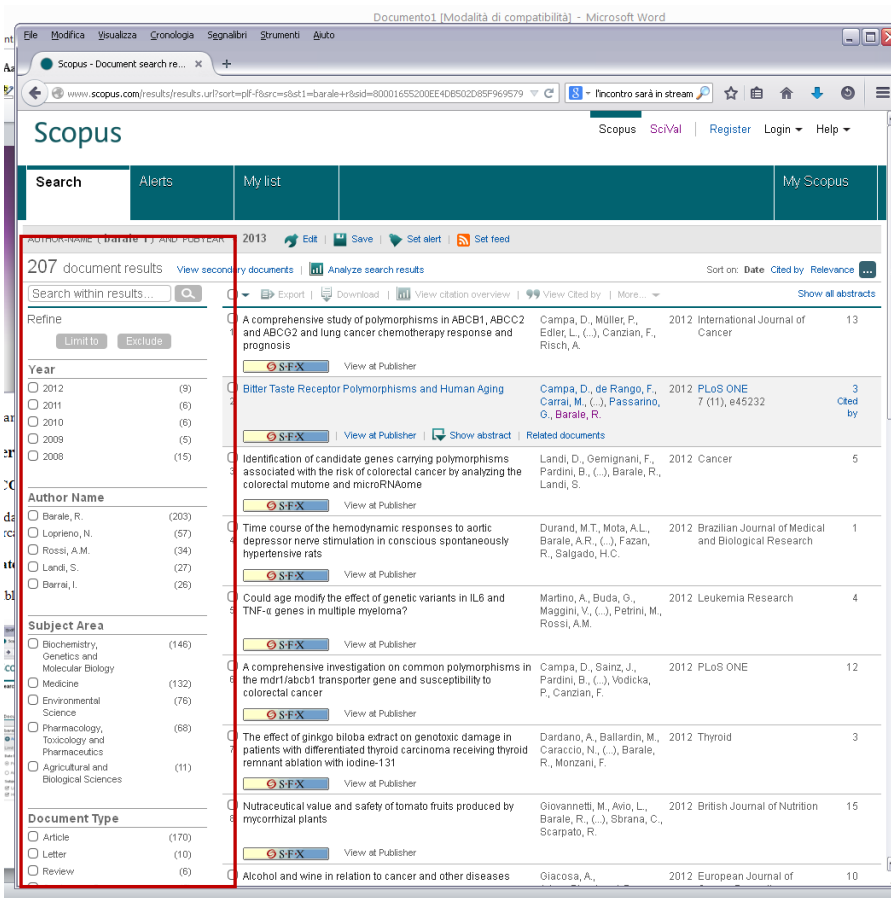 Documento1 [Modalità di compatibilità] - Microsoft Word
File Modifica Visualizza Cronologia Segnalibri Strumenti Aiuto
Scopus - Document search re... × +
www.scopus.com/results/results.url?sort=plf-f&src=s&st1=barale+r&sid=80001655200EE4DB502D85F969579
l'incontro sarà in stream
Scopus
Scopus SciVal | Register Login Help
Search Alerts My list My Scopus
2013 Edit | Save | Set alert | Set feed
207 document results View secondary documents | Analyze search results Sort on: Date Cited by Relevance ...
Search within results... Export | Download | View citation overview | View Cited by | More... Show all abstracts
Refine
Limit to Exclude
Year
2012 (9)
2011 (6)
2010 (6)
2009 (5)
2008 (15)
Author Name
Barale, R. (203)
Loprieno, N. (57)
Rossi, A.M. (34)
Landi, S. (27)
Barrai, I. (26)
Subject Area
Biochemistry, (146)
Genetics and
Molecular Biology
Medicine (132)
Environmental (76)
Science
Pharmacology, (68)
Toxicology and
Pharmaceutics
Agricultural and (11)
Biological Sciences
Document Type
Article (170)
Letter (10)
Review (6)
A comprehensive study of polymorphisms in ABCB1, ABCC2 Campa, D., Müller, P., 2012 International Journal of 13
1 and ABCG2 and lung cancer chemotherapy response and Edler, L., (...), Canzian, F., Cancer
prognosis Risch, A.
S·F·X View at Publisher
Bitter Taste Receptor Polymorphisms and Human Aging Campa, D., de Rango, F., 2012 PLoS ONE 3
2 Carrai, M., (...), Passarino, 7 (11), e45232 Cited
G., Barale, R. by
S·F·X | View at Publisher | Show abstract | Related documents
Identification of candidate genes carrying polymorphisms Landi, D., Gemignani, F., 2012 Cancer 5
3 associated with the risk of colorectal cancer by analyzing the Pardini, B., (...), Barale, R.,
colorectal mutome and microRNAome Landi, S.
S·F·X View at Publisher
Time course of the hemodynamic responses to aortic Durand, M.T., Mota, A.L., 2012 Brazilian Journal of Medical 1
4 depressor nerve stimulation in conscious spontaneously Barale, A.R., (...), Fazan, and Biological Research
hypertensive rats R., Salgado, H.C.
S·F·X View at Publisher
Could age modify the effect of genetic variants in IL6 and Martino, A., Buda, G., 2012 Leukemia Research 4
5 TNF-α genes in multiple myeloma? Maggini, V., (...), Petrini, M.,
Rossi, A.M.
S·F·X View at Publisher
A comprehensive investigation on common polymorphisms in Campa, D., Sainz, J., 2012 PLoS ONE 12
6 the mdr1/abcb1 transporter gene and susceptibility to Pardini, B., (...), Vodicka,
colorectal cancer P., Canzian, F.
S·F·X View at Publisher
The effect of ginkgo biloba extract on genotoxic damage in Dardano, A., Ballardin, M., 2012 Thyroid 3
7 patients with differentiated thyroid carcinoma receiving thyroid Caraccio, N., (...), Barale,
remnant ablation with iodine-131 R., Monzani, F.
S·F·X View at Publisher
Nutraceutical value and safety of tomato fruits produced by Giovannetti, M., Avio, L., 2012 British Journal of Nutrition 15
8 mycorrhizal plants Barale, R., (...), Sbrana, C.,
Scarpato, R.
S·F·X View at Publisher
Alcohol and wine in relation to cancer and other diseases Giacosa, A., 2012 European Journal of 10